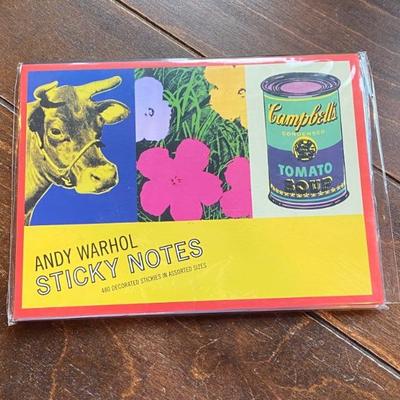 Campbell's
CONDENSED
TOMATO
SOUP
ANDY WARHOL
STICKY NOTES
480 DECORATED STICKIES IN ASSORTED SIZES